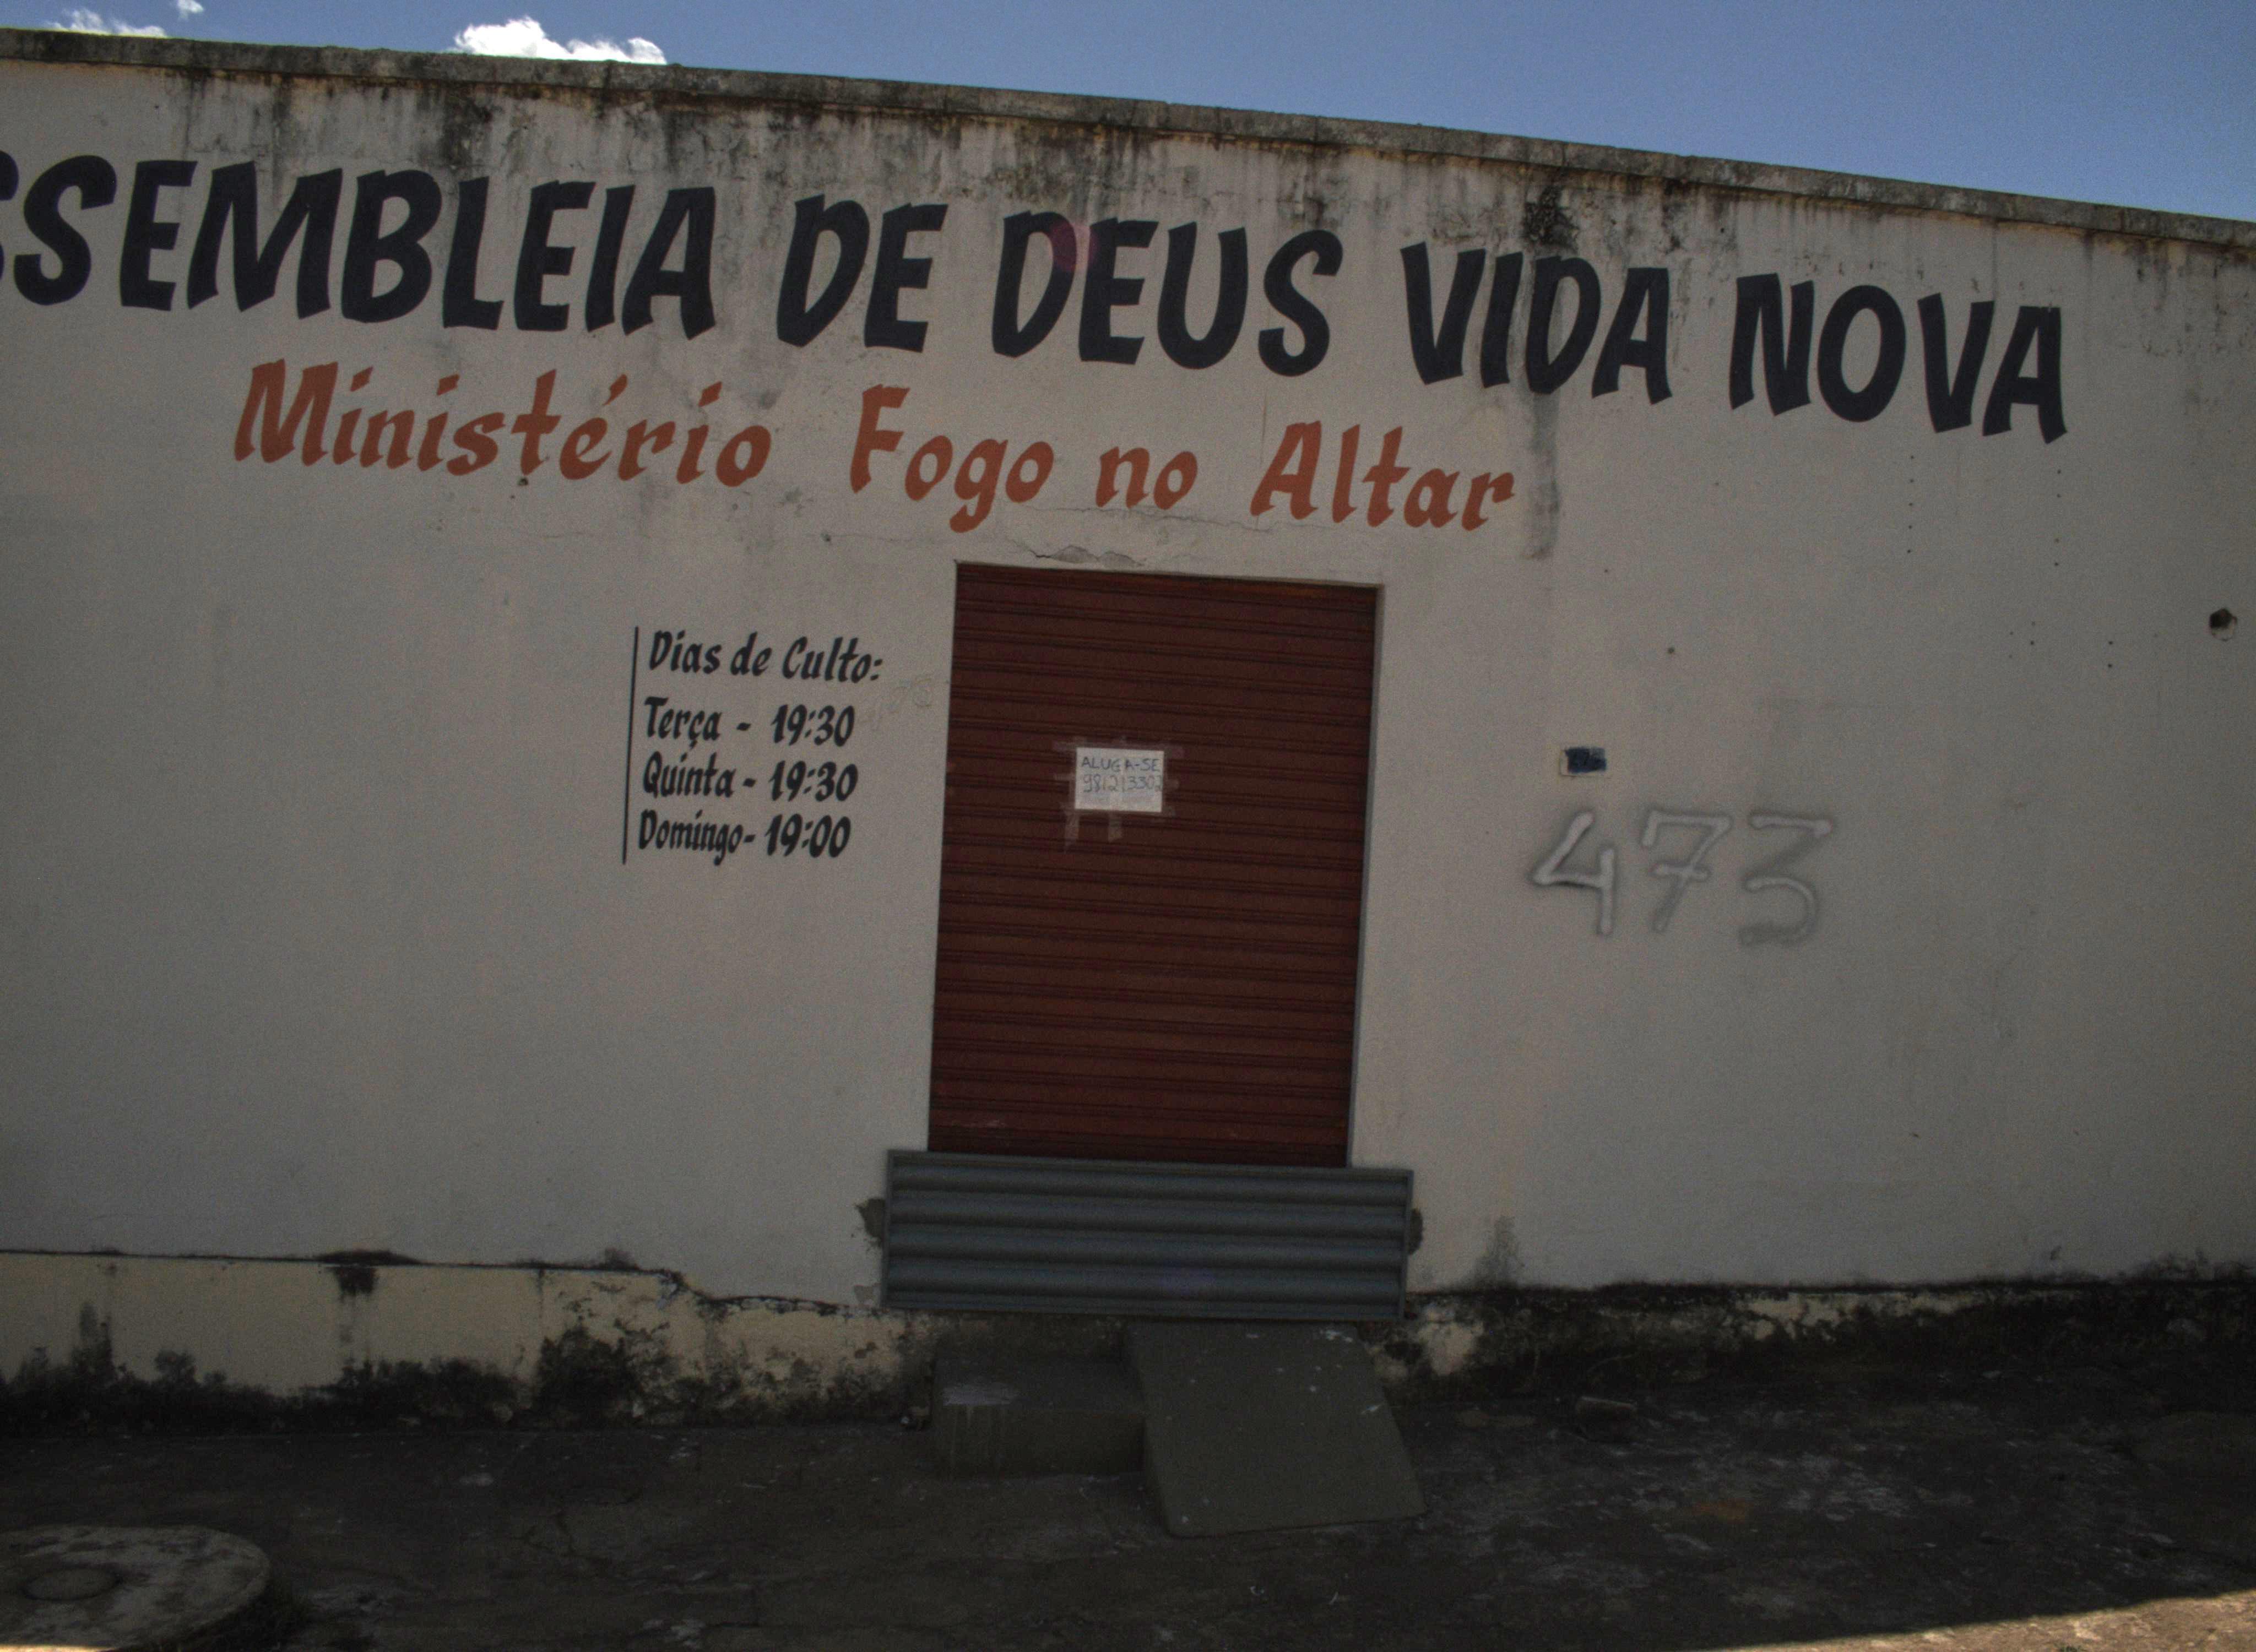 SSEMBLEIA DE DEUS VIDA NOVA
Ministério Fogo no Altar
Dias de Culto:
Terça - 19:30
Quinta - 19:30
Domingo - 19:00
ALUGA-SE
981213302
473